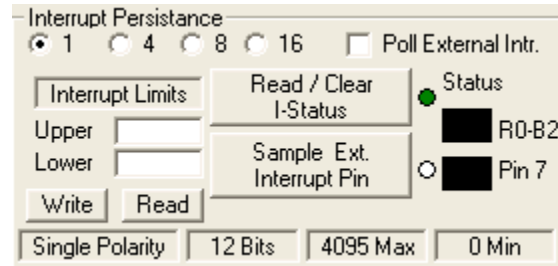 Interrupt Persistance
1 4 8 16 Poll External Intr.
Interrupt Limits
Read / Clear
I-Status
Status
Upper
R0-B2
Lower
Sample Ext.
Interrupt Pin
Pin 7
Write Read
Single Polarity 12 Bits 4095 Max 0 Min